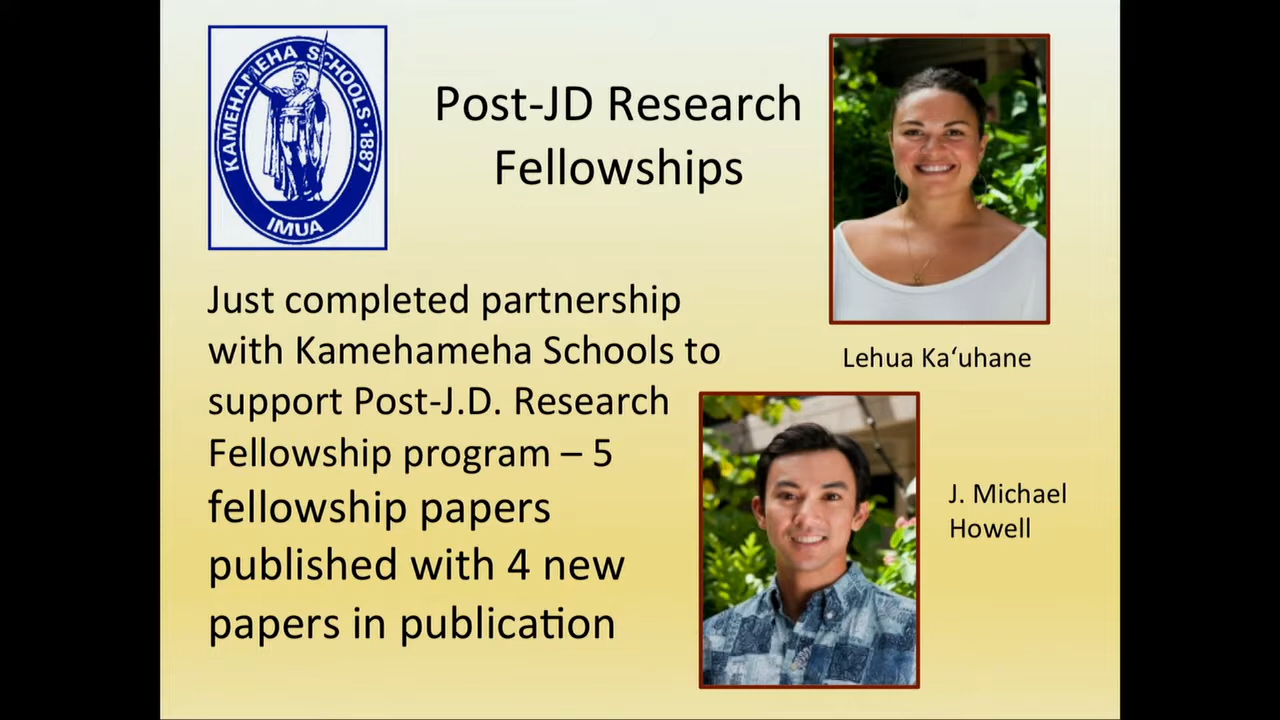 KAMEHAMEHA SCHOOLS · 1887
IMUA
Post-JD Research
Fellowships
Just completed partnership
with Kamehameha Schools to
support Post-J.D. Research
Fellowship program – 5
fellowship papers
published with 4 new
papers in publication
Lehua Ka‘uhane
J. Michael
Howell